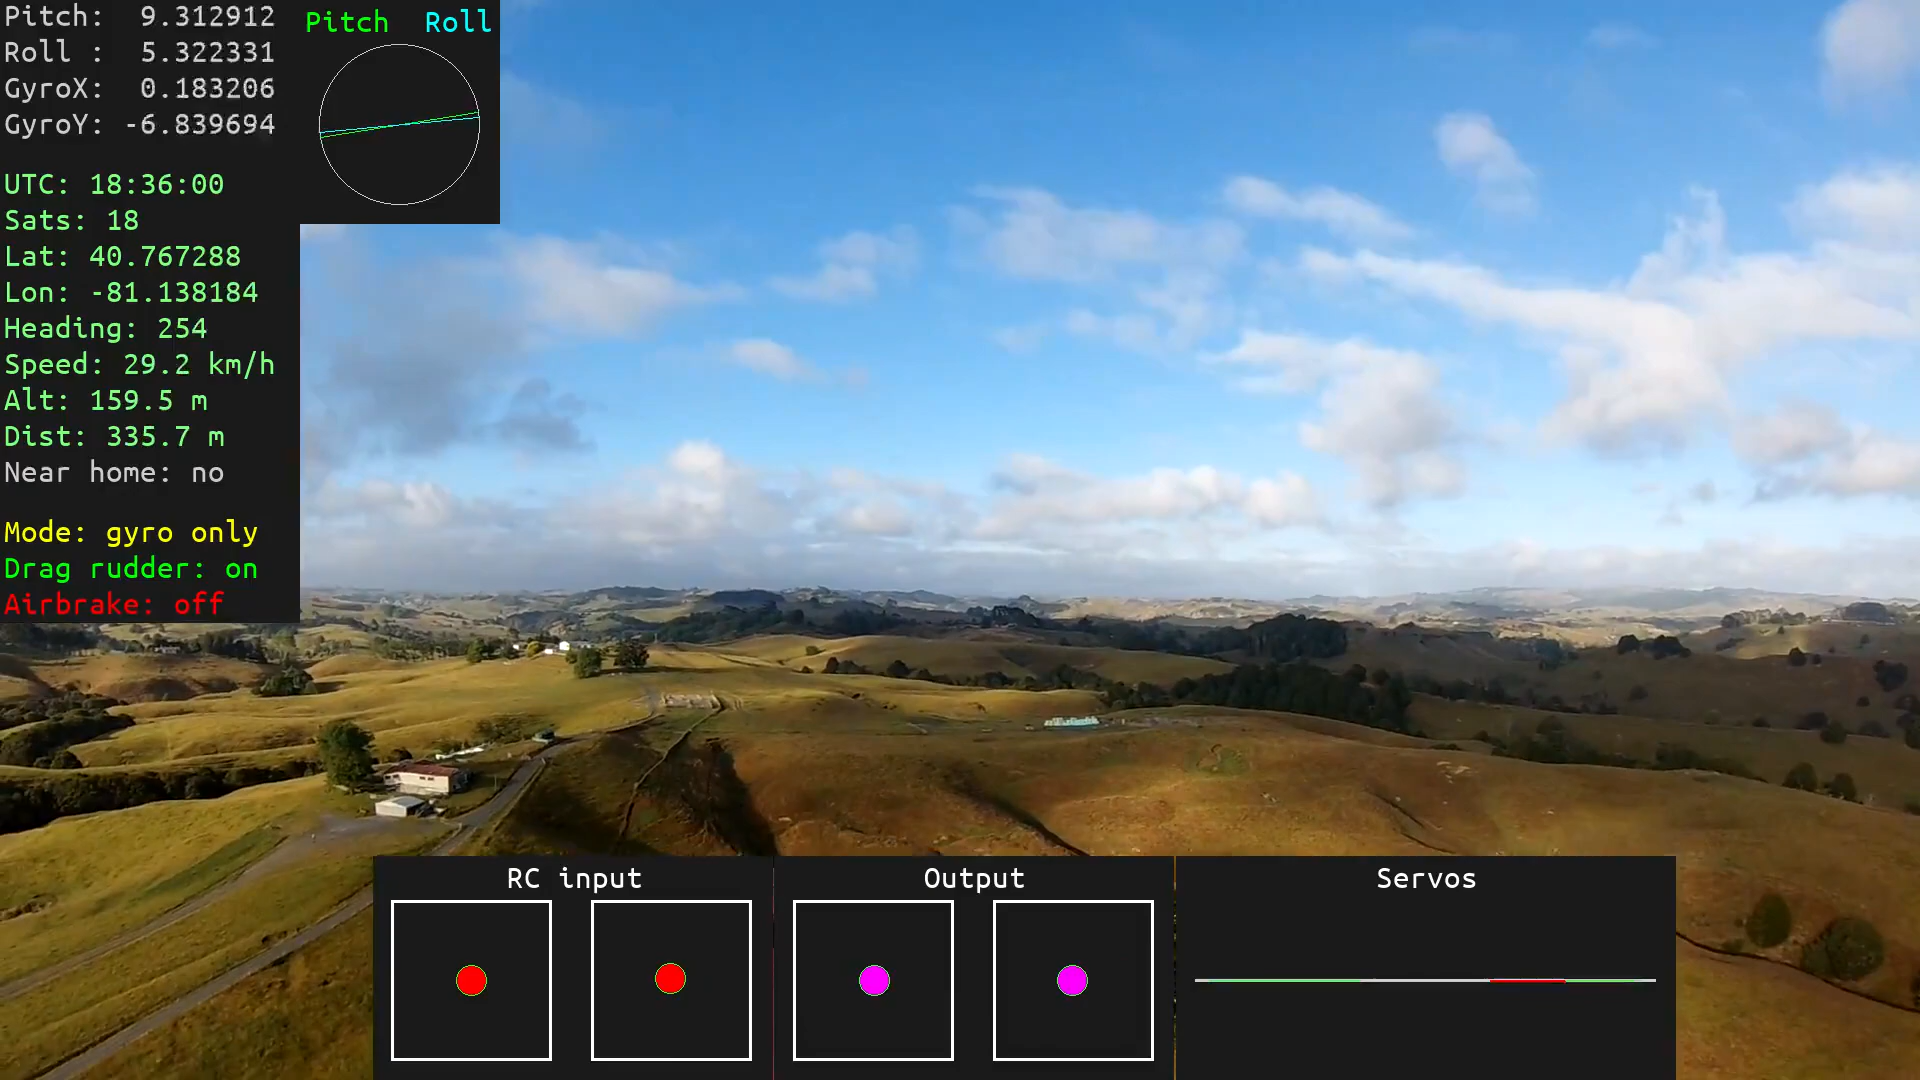 Pitch: 9.312912
Roll : 5.322331
GyroX: 0.183206
GyroY: -6.839694
Pitch Roll
UTC: 18:36:00
Sats: 18
Lat: 40.767288
Lon: -81.138184
Heading: 254
Speed: 29.2 km/h
Alt: 159.5 m
Dist: 335.7 m
Near home: no
Mode: gyro only
Drag rudder: on
Airbrake: off
RC input
Output
Servos